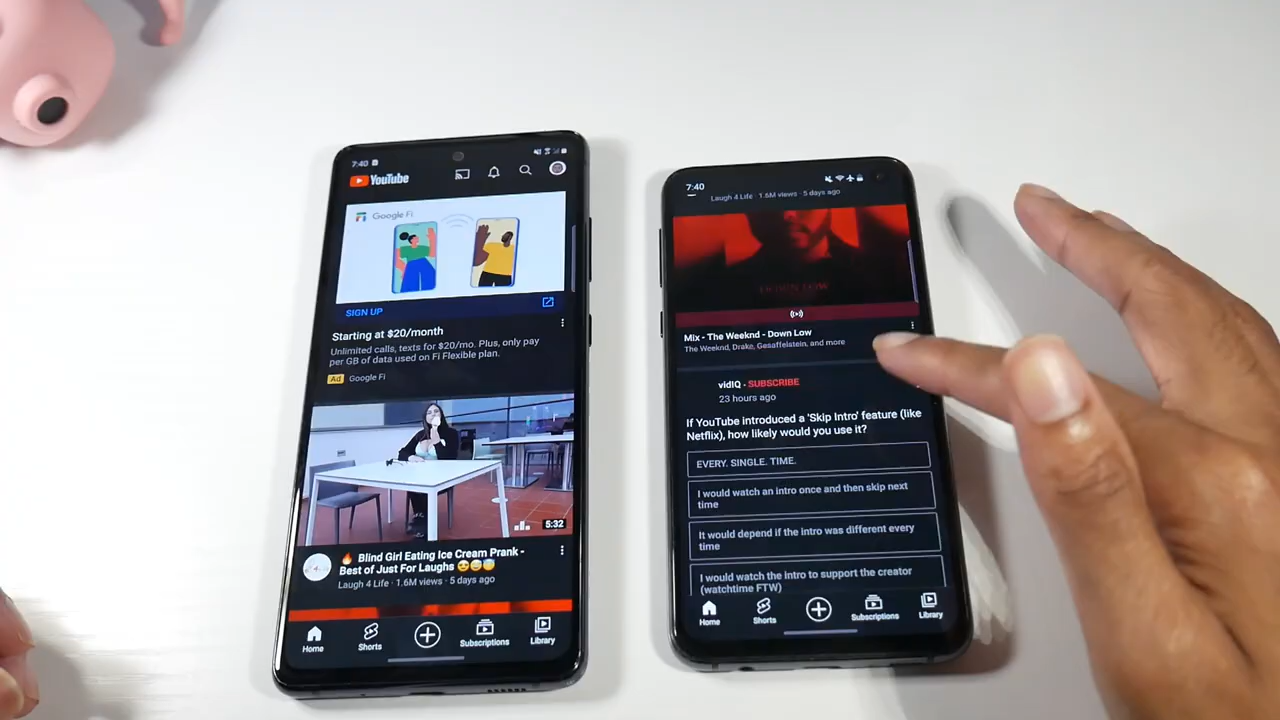 7:40
YouTube
Google Fi
SIGN UP
Starting at $20/month
Unlimited calls, texts for $20/mo. Plus, only pay
per GB of data used on Fi Flexible plan.
Ad Google Fi
5:32
🔥 Blind Girl Eating Ice Cream Prank -
Best of Just For Laughs 😍😅😇
Laugh 4 Life · 1.6M views · 5 days ago
Home
Shorts
Subscriptions
Library
7:40
Laugh 4 Life · 1.6M views · 5 days ago
DOWN LOW
Mix - The Weeknd - Down Low
The Weeknd, Drake, Gesaffelstein, and more
vidIQ · SUBSCRIBE
23 hours ago
If YouTube introduced a 'Skip Intro' feature (like
Netflix), how likely would you use it?
EVERY. SINGLE. TIME.
I would watch an intro once and then skip next
time
It would depend if the intro was different every
time
I would watch the intro to support the creator
(watchtime FTW)
Home
Shorts
Subscriptions
Library